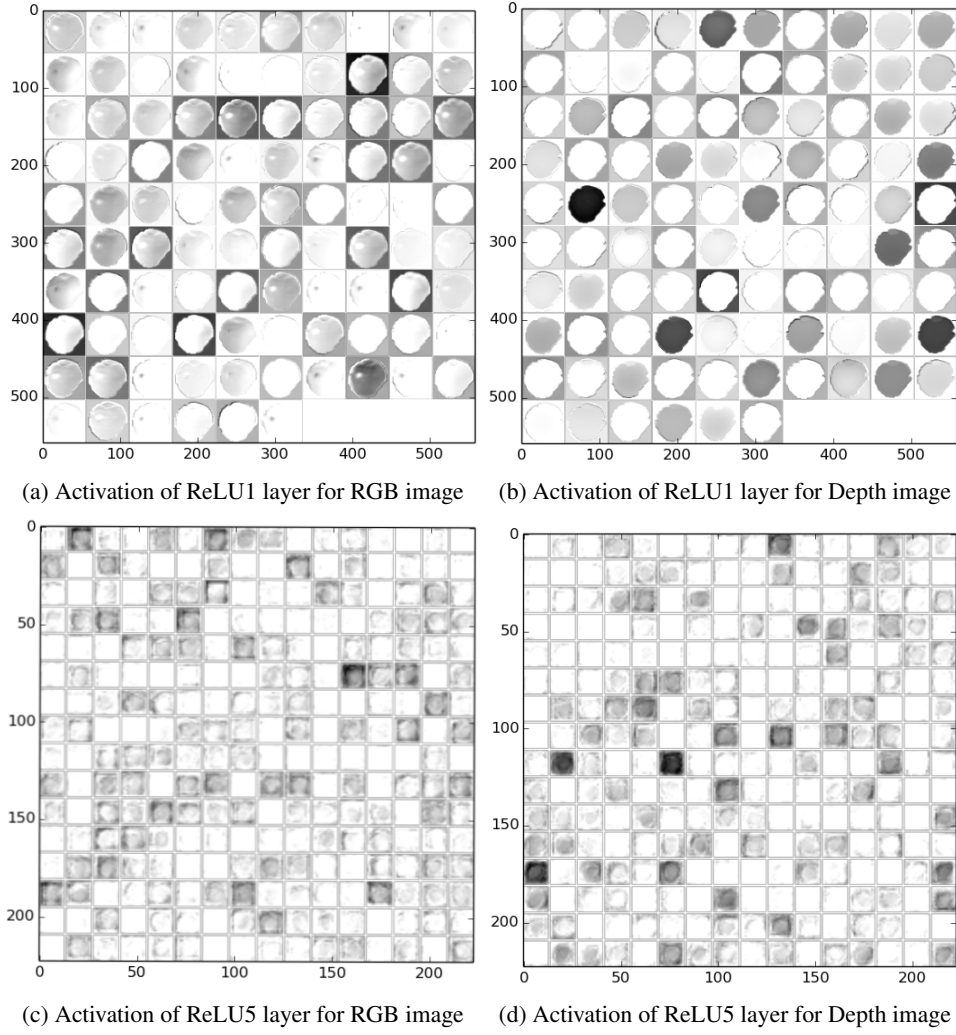 0
100
200
300
400
500
0 100 200 300 400 500
(a) Activation of ReLU1 layer for RGB image
0
100
200
300
400
500
0 100 200 300 400 500
(b) Activation of ReLU1 layer for Depth image
0
50
100
150
200
0 50 100 150 200
(c) Activation of ReLU5 layer for RGB image
0
50
100
150
200
0 50 100 150 200
(d) Activation of ReLU5 layer for Depth image